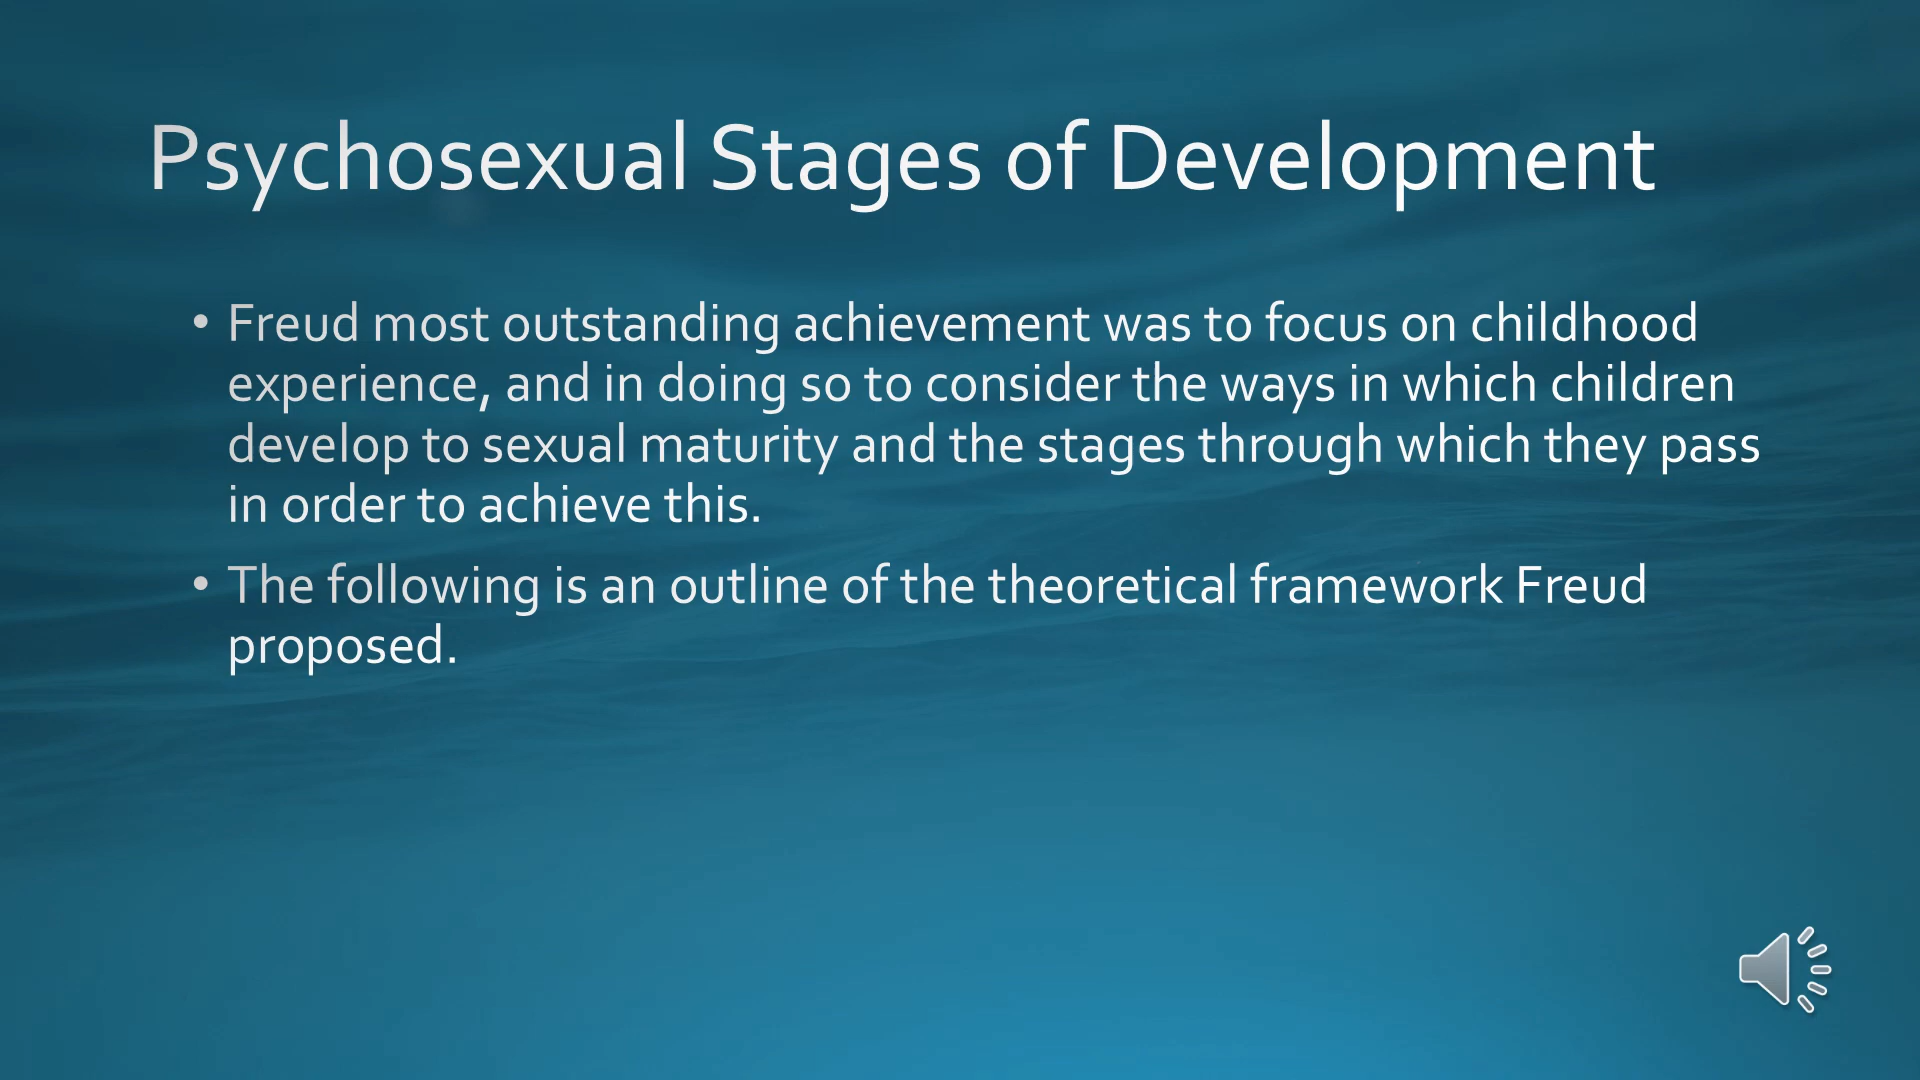 Psychosexual Stages of Development
• Freud most outstanding achievement was to focus on childhood
experience, and in doing so to consider the ways in which children
develop to sexual maturity and the stages through which they pass
in order to achieve this.
• The following is an outline of the theoretical framework Freud
proposed.